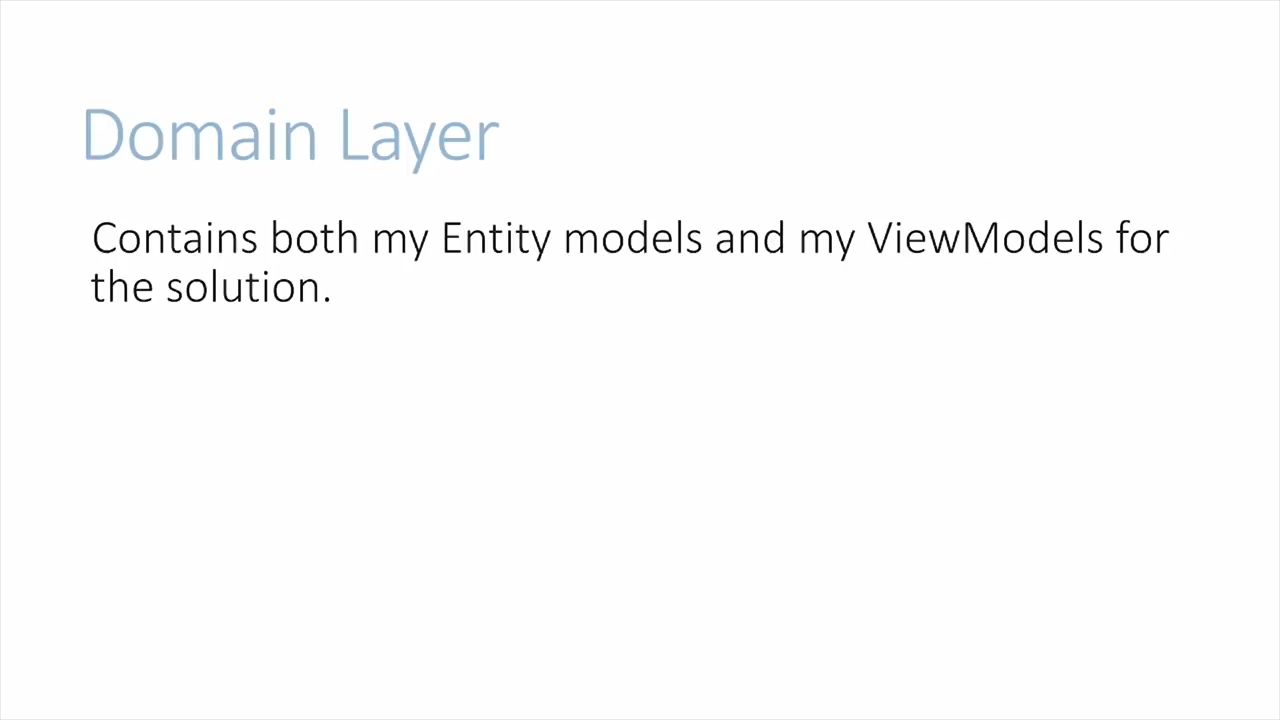 Domain Layer
Contains both my Entity models and my ViewModels for
the solution.